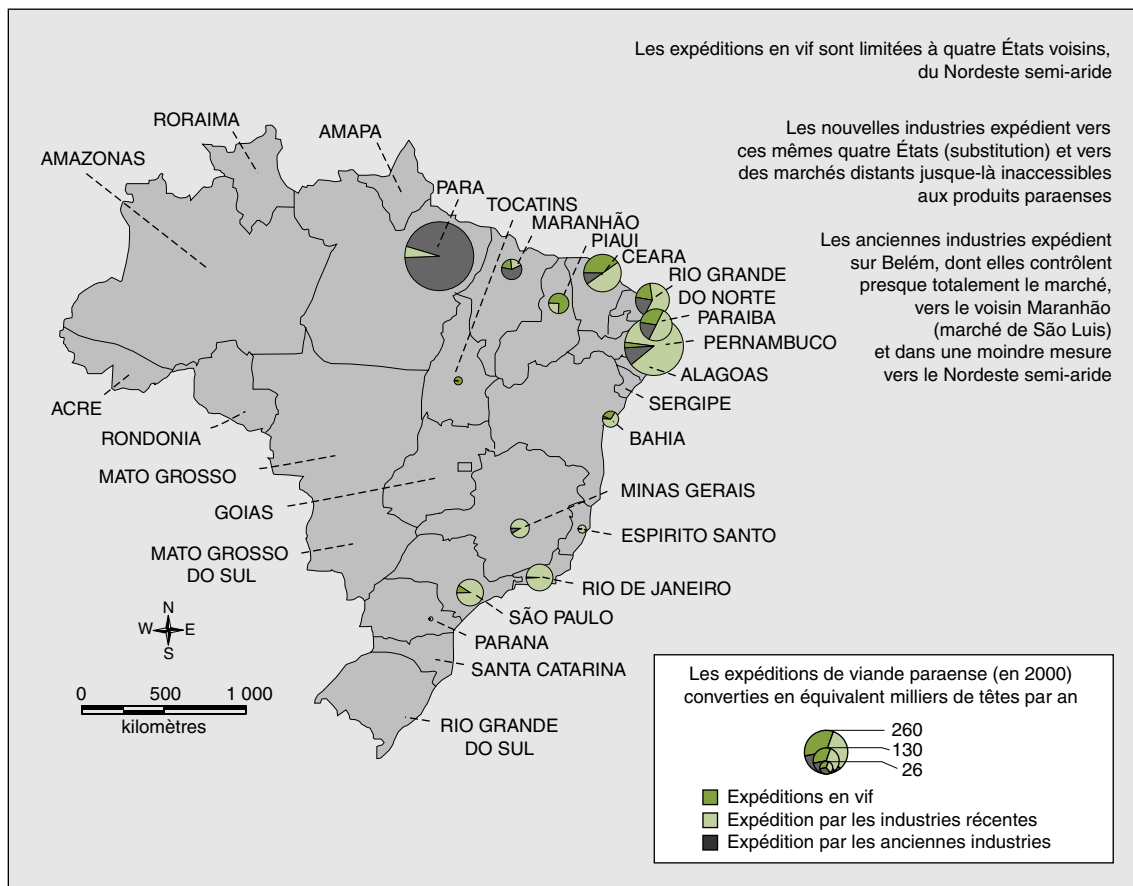 Les expéditions en vif sont limitées à quatre États voisins,
du Nordeste semi-aride
Les nouvelles industries expédient vers
ces mêmes quatre États (substitution) et vers
des marchés distants jusque-là inaccessibles
aux produits paraenses
Les anciennes industries expédient
sur Belém, dont elles contrôlent
presque totalement le marché,
vers le voisin Maranhão
(marché de São Luis)
et dans une moindre mesure
vers le Nordeste semi-aride
RORAIMA
AMAPA
AMAZONAS
PARA
TOCATINS
MARANHÃO
PIAUI
CEARA
RIO GRANDE
DO NORTE
PARAIBA
PERNAMBUCO
ALAGOAS
SERGIPE
BAHIA
ACRE
RONDONIA
MATO GROSSO
GOIAS
MINAS GERAIS
ESPIRITO SANTO
MATO GROSSO
DO SUL
RIO DE JANEIRO
SÃO PAULO
PARANA
SANTA CATARINA
RIO GRANDE
DO SUL
N
W
E
S
0 500 1 000
kilomètres
Les expéditions de viande paraense (en 2000)
converties en équivalent milliers de têtes par an
260
130
26
Expéditions en vif
Expédition par les industries récentes
Expédition par les anciennes industries